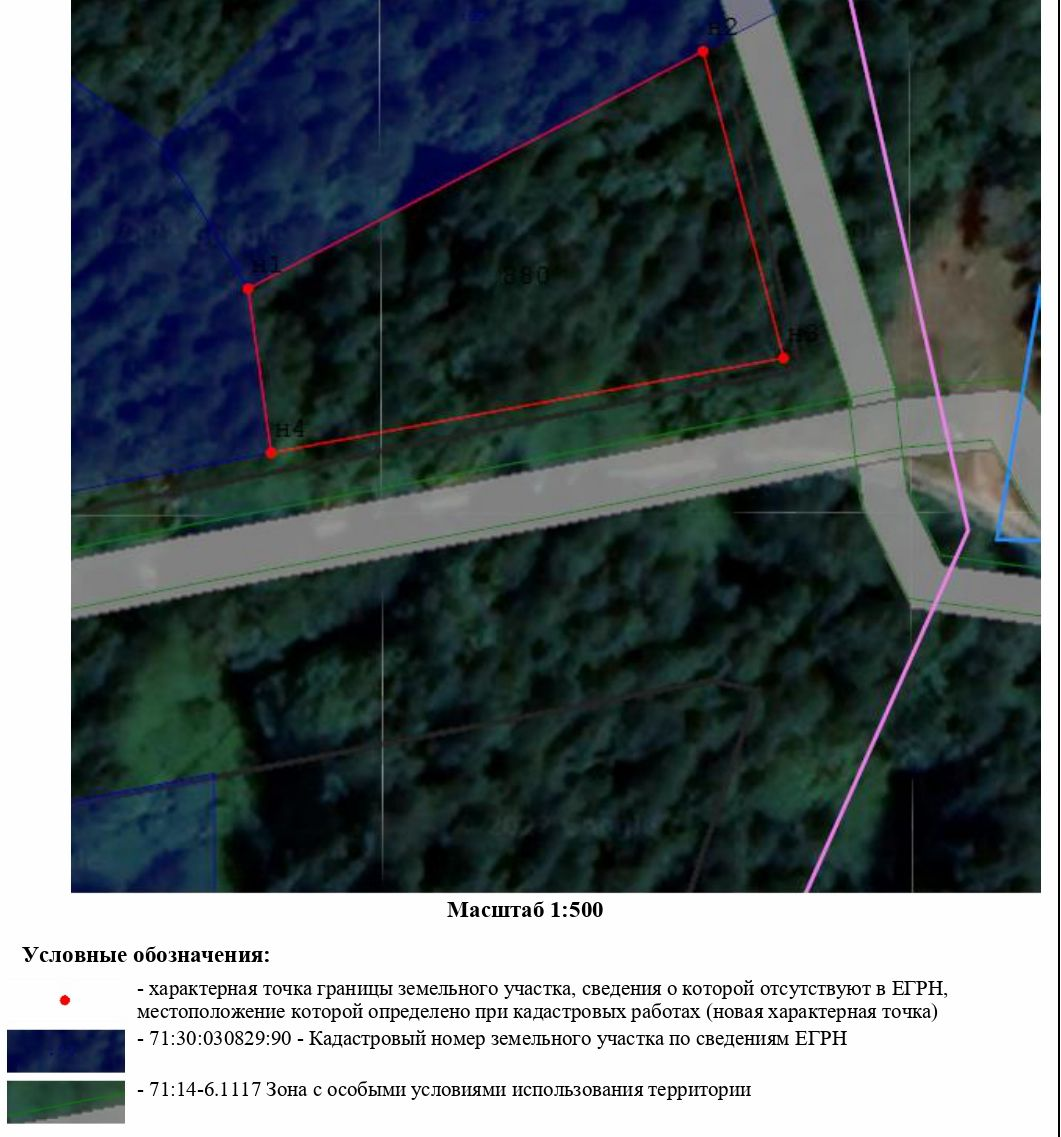 н2
н1
н3
н4
Масштаб 1:500
Условные обозначения:
- характерная точка границы земельного участка, сведения о которой отсутствуют в ЕГРН,
местоположение которой определено при кадастровых работах (новая характерная точка)
- 71:30:030829:90 - Кадастровый номер земельного участка по сведениям ЕГРН
- 71:14-6.1117 Зона с особыми условиями использования территории